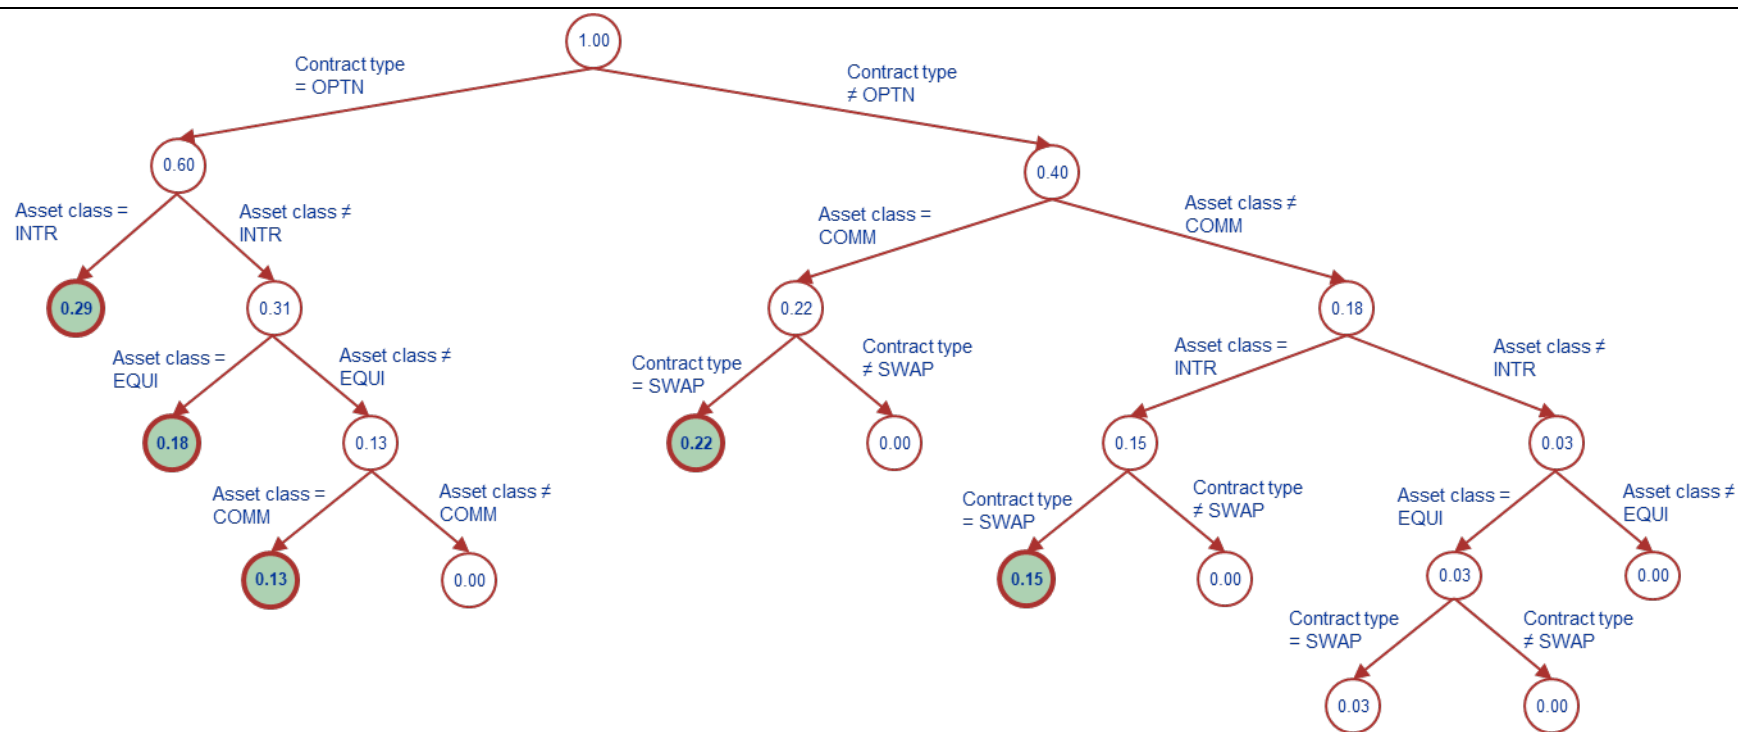 1.00
Contract type
= OPTN
Contract type
≠ OPTN
0.60
0.40
Asset class =
INTR
Asset class ≠
INTR
Asset class =
COMM
Asset class ≠
COMM
0.29
0.31
0.22
0.18
Asset class =
EQUI
Asset class ≠
EQUI
Contract type
= SWAP
Contract type
≠ SWAP
Asset class =
INTR
Asset class ≠
INTR
0.18
0.13
0.22
0.00
0.15
0.03
Asset class =
COMM
Asset class ≠
COMM
Contract type
= SWAP
Contract type
≠ SWAP
Asset class =
EQUI
Asset class ≠
EQUI
0.13
0.00
0.15
0.00
0.03
0.00
Contract type
= SWAP
Contract type
≠ SWAP
0.03
0.00